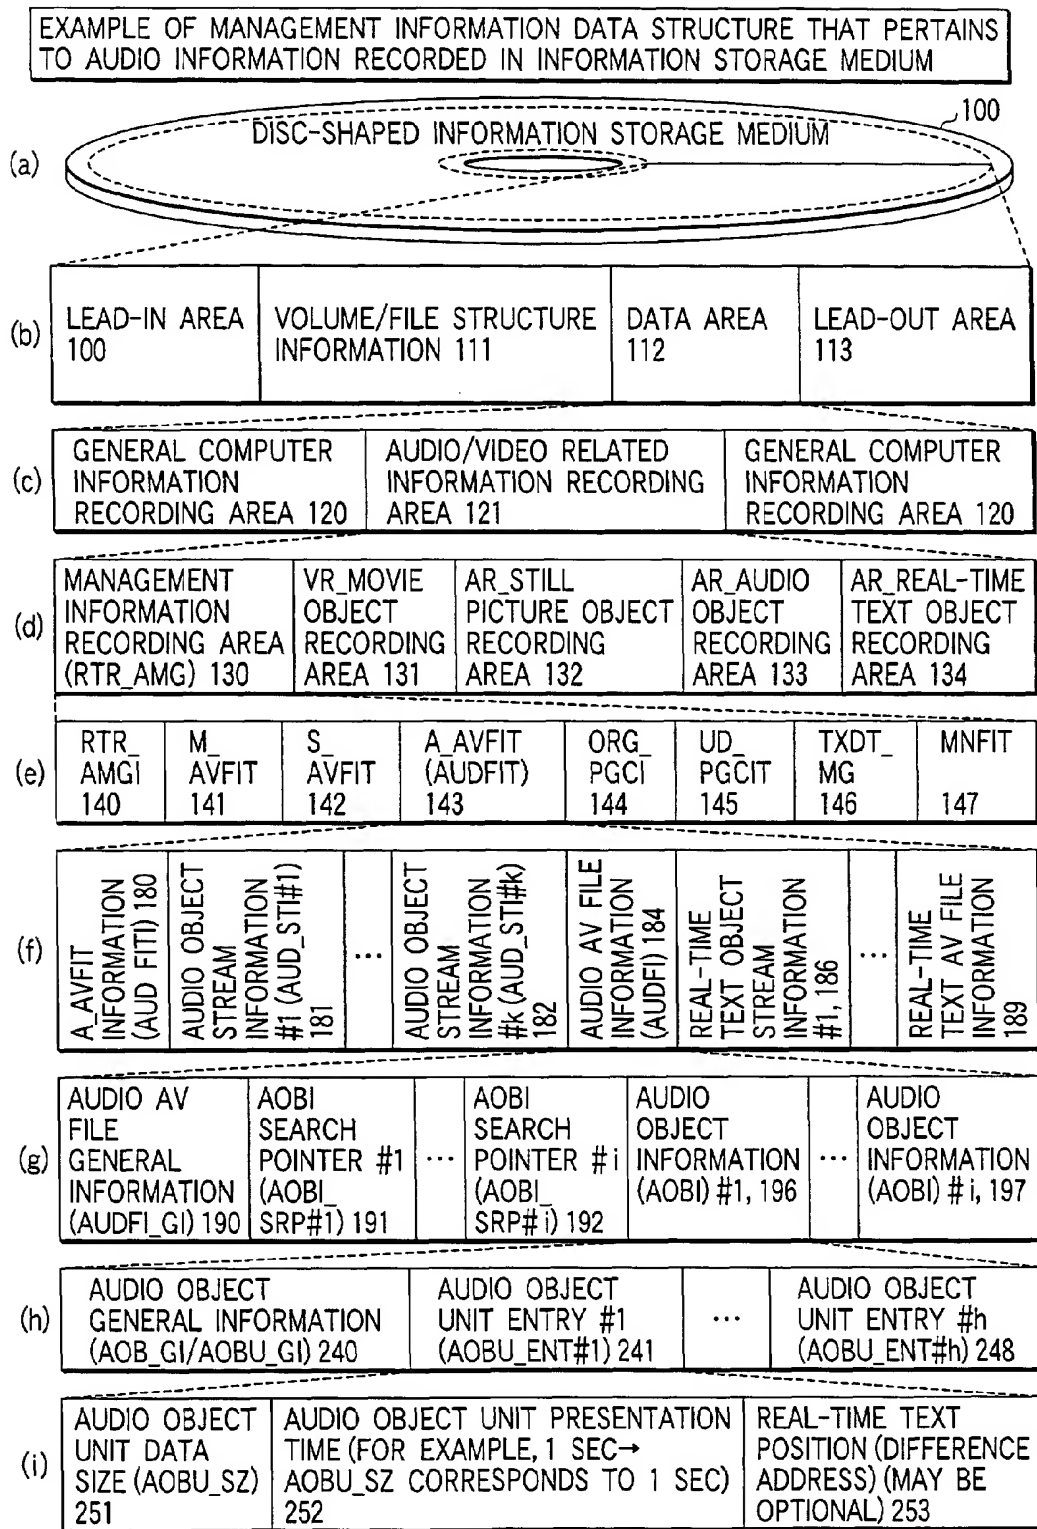 EXAMPLE OF MANAGEMENT INFORMATION DATA STRUCTURE THAT PERTAINS
TO AUDIO INFORMATION RECORDED IN INFORMATION STORAGE MEDIUM
100
DISC-SHAPED INFORMATION STORAGE MEDIUM
(a)
(b)
LEAD-IN AREA
100
VOLUME/FILE STRUCTURE
INFORMATION 111
DATA AREA
112
LEAD-OUT AREA
113
(c)
GENERAL COMPUTER
INFORMATION
RECORDING AREA 120
AUDIO/VIDEO RELATED
INFORMATION RECORDING
AREA 121
GENERAL COMPUTER
INFORMATION
RECORDING AREA 120
(d)
MANAGEMENT
INFORMATION
RECORDING AREA
(RTR_AMG) 130
VR_MOVIE
OBJECT
RECORDING
AREA 131
AR_STILL
PICTURE OBJECT
RECORDING
AREA 132
AR_AUDIO
OBJECT
RECORDING
AREA 133
AR_REAL-TIME
TEXT OBJECT
RECORDING
AREA 134
(e)
RTR_
AMGI
140
M_
AVFIT
141
S_
AVFIT
142
A_AVFIT
(AUDFIT)
143
ORG_
PGCI
144
UD_
PGCIT
145
TXDT_
MG
146
MNFIT
147
(f)
A_AVFIT
INFORMATION
(AUD FITI) 180
AUDIO OBJECT
STREAM
INFORMATION
#1 (AUD_STI#1)
181
...
AUDIO OBJECT
STREAM
INFORMATION
#k (AUD_STI#k)
182
AUDIO AV FILE
INFORMATION
(AUDFI) 184
REAL-TIME
TEXT OBJECT
STREAM
INFORMATION
#1, 186
...
REAL-TIME
TEXT AV FILE
INFORMATION
189
(g)
AUDIO AV
FILE
GENERAL
INFORMATION
(AUDFI_GI) 190
AOBI
SEARCH
POINTER #1
(AOBI_
SRP#1) 191
...
AOBI
SEARCH
POINTER #i
(AOBI_
SRP#i) 192
AUDIO
OBJECT
INFORMATION
(AOBI) #1, 196
...
AUDIO
OBJECT
INFORMATION
(AOBI) #i, 197
(h)
AUDIO OBJECT
GENERAL INFORMATION
(AOB_GI/AOBU_GI) 240
AUDIO OBJECT
UNIT ENTRY #1
(AOBU_ENT#1) 241
...
AUDIO OBJECT
UNIT ENTRY #h
(AOBU_ENT#h) 248
(i)
AUDIO OBJECT
UNIT DATA
SIZE (AOBU_SZ)
251
AUDIO OBJECT UNIT PRESENTATION
TIME (FOR EXAMPLE, 1 SEC→
AOBU_SZ CORRESPONDS TO 1 SEC)
252
REAL-TIME TEXT
POSITION (DIFFERENCE
ADDRESS) (MAY BE
OPTIONAL) 253